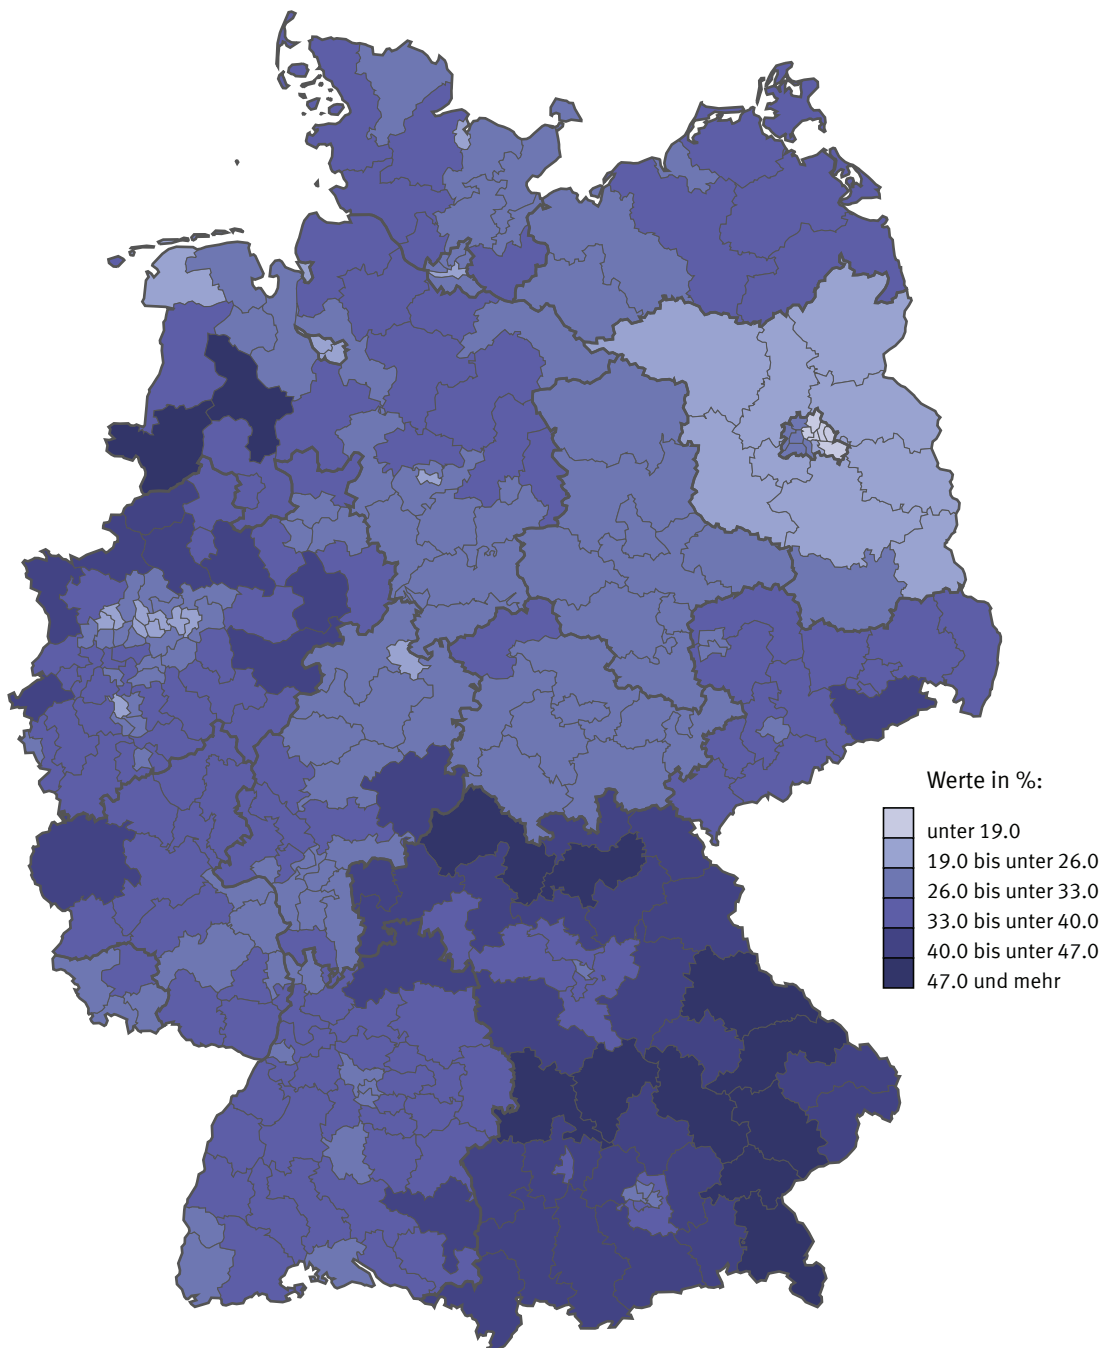 Werte in %:
unter 19.0
19.0 bis unter 26.0
26.0 bis unter 33.0
33.0 bis unter 40.0
40.0 bis unter 47.0
47.0 und mehr